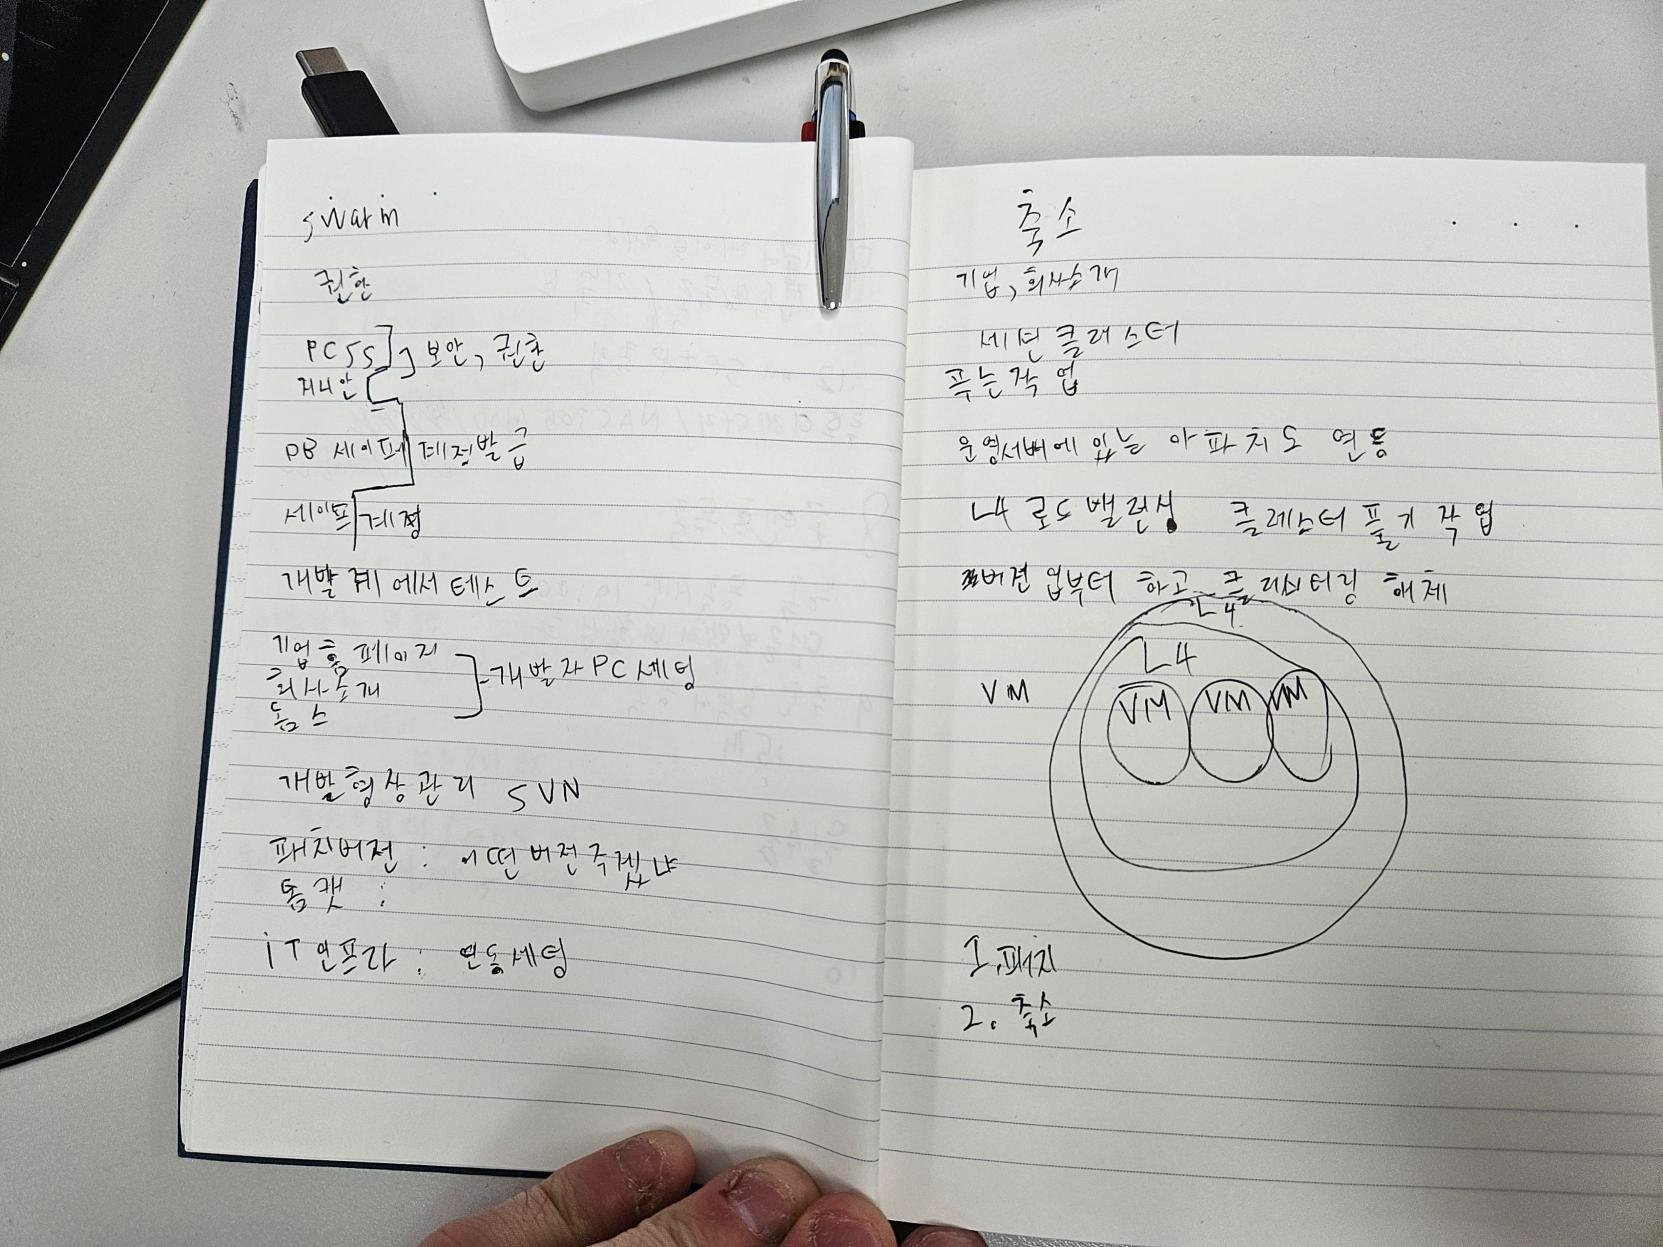 swarm
권한
PC SS 보안, 권한
지니안
DB 세이프 계정발급
세이프 계정
개발계에서 테스트
기업홈페이지
회사소개
톰스
개발자 PC 세팅
개발형상관리 SVN
패치버전 : 어떤버전주겠냐
톰캣 :
iT 인프라 : 연동세팅
축소
기업, 회사소개
세번 클러스터
푸는작업
운영서버에 있는 아파치도 연동
L4 로드밸런싱 클레스터 풀기 작업
버전업부터 하고 클러스터링 해제
L4
L4
VM
VM VM VM
1. 패치
2. 축소